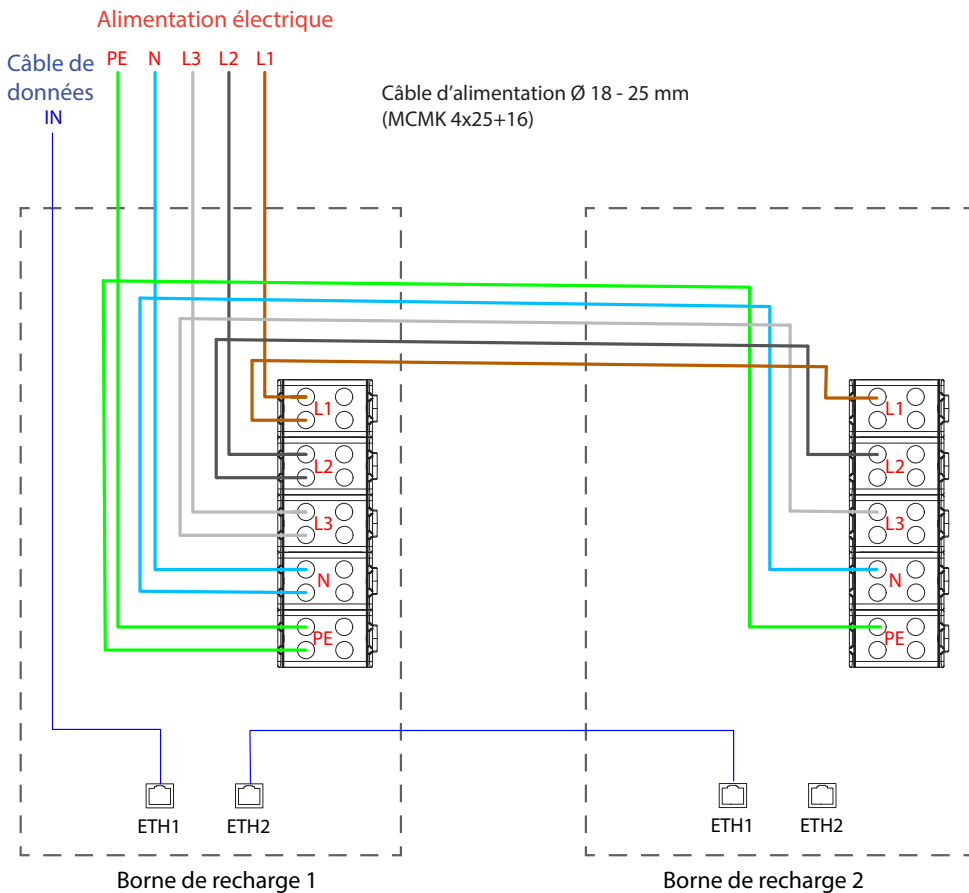 Alimentation électrique
Câble de
données
IN
PE N L3 L2 L1
Câble d’alimentation Ø 18 - 25 mm
(MCMK 4x25+16)
L1
L2
L3
N
PE
L1
L2
L3
N
PE
ETH1 ETH2
ETH1 ETH2
Borne de recharge 1
Borne de recharge 2